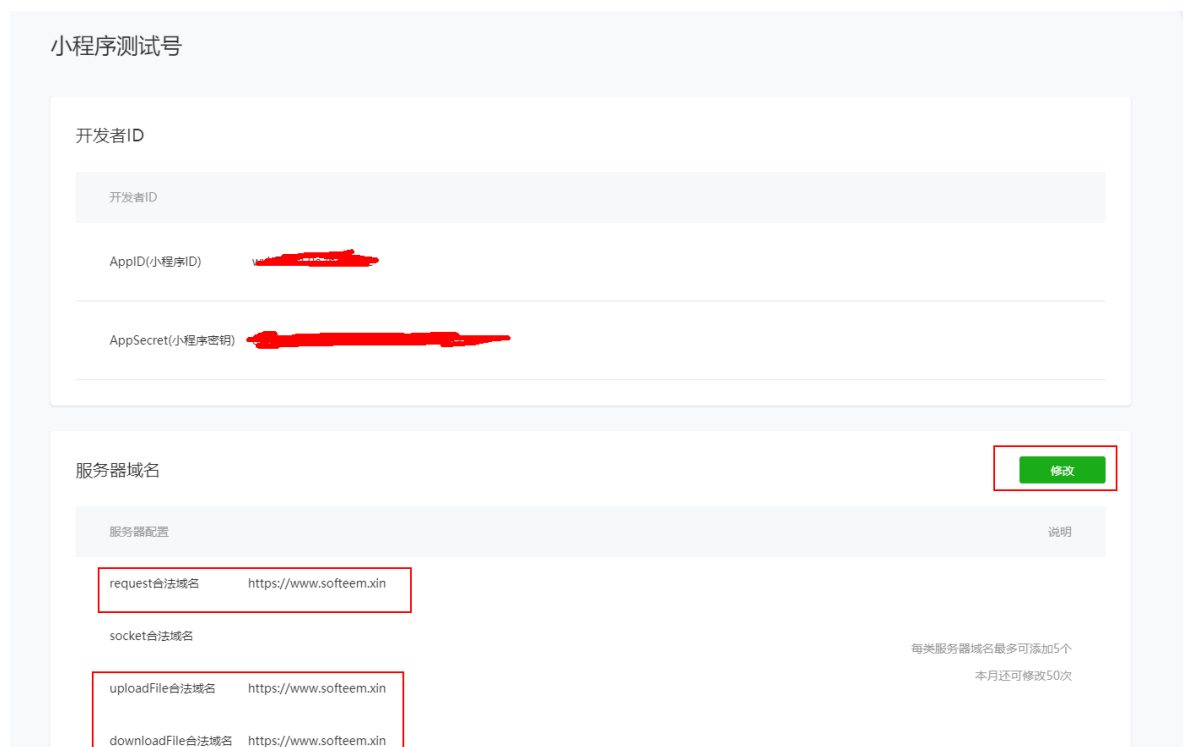 小程序测试号
开发者ID
开发者ID
AppID(小程序ID)
AppSecret(小程序密钥)
服务器域名
修改
服务器配置 说明
request合法域名 https://www.softeem.xin
socket合法域名
每类服务器域名最多可添加5个
本月还可修改50次
uploadFile合法域名 https://www.softeem.xin
downloadFile合法域名 https://www.softeem.xin